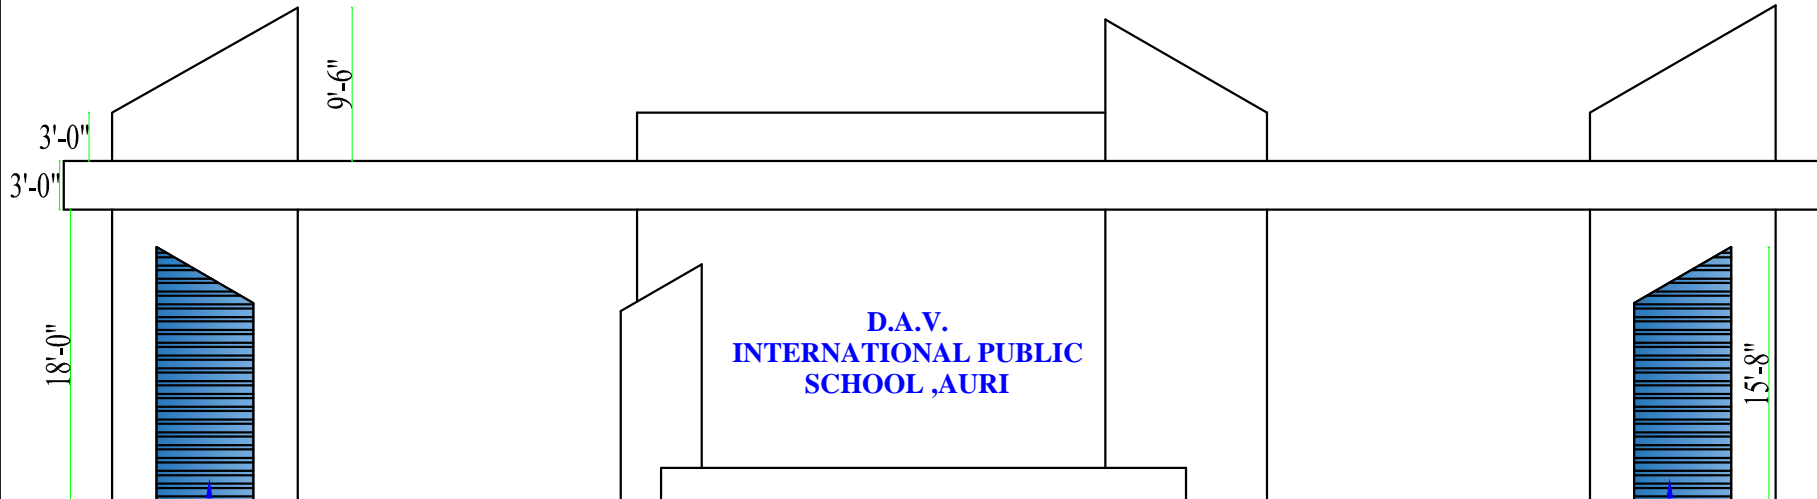 9'-6"
3'-0"
3'-0"
18'-0"
D.A.V.
INTERNATIONAL PUBLIC
SCHOOL ,AURI
15'-8"